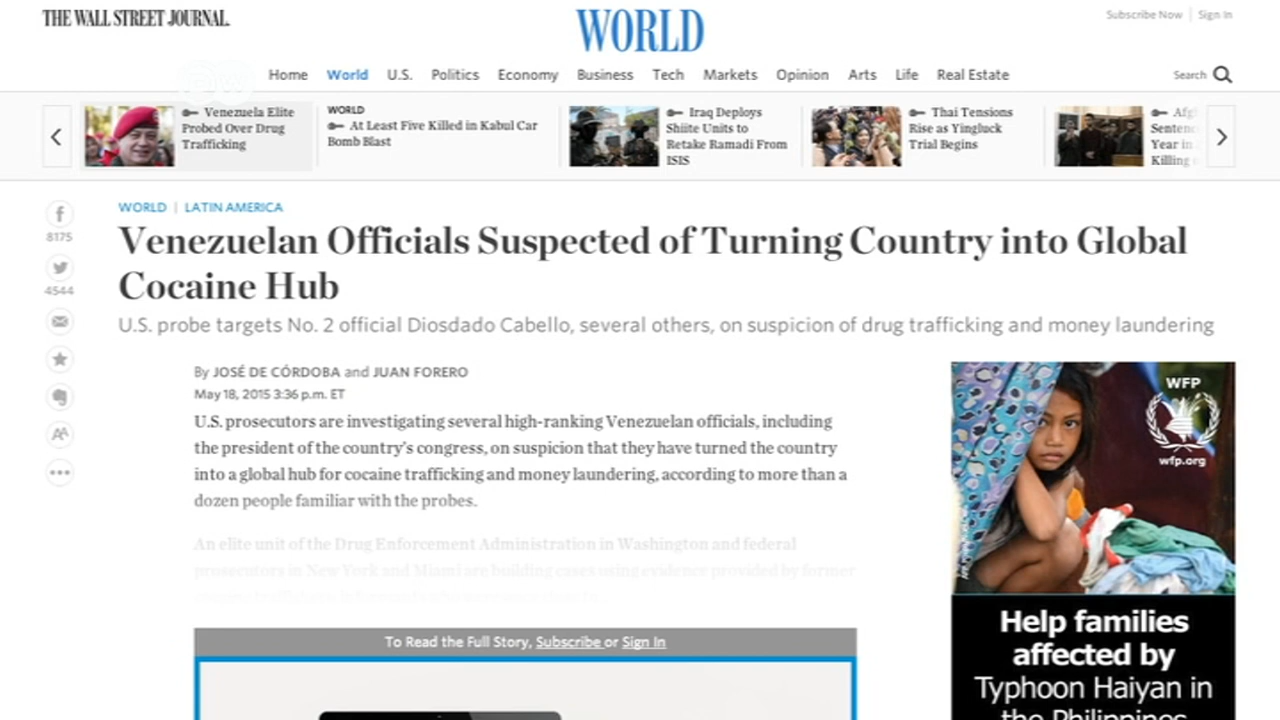 THE WALL STREET JOURNAL.
WORLD
Subscribe Now | Sign In
Home World U.S. Politics Economy Business Tech Markets Opinion Arts Life Real Estate
Search
Venezuela Elite
Probed Over Drug
Trafficking
WORLD
At Least Five Killed in Kabul Car
Bomb Blast
Iraq Deploys
Shiite Units to
Retake Ramadi From
ISIS
Thai Tensions
Rise as Yingluck
Trial Begins
Year in
Killing
WORLD | LATIN AMERICA
Venezuelan Officials Suspected of Turning Country into Global
Cocaine Hub
U.S. probe targets No. 2 official Diosdado Cabello, several others, on suspicion of drug trafficking and money laundering
8175
4544
By JOSÉ DE CÓRDOBA and JUAN FORERO
May 18, 2015 3:36 p.m. ET
U.S. prosecutors are investigating several high-ranking Venezuelan officials, including
the president of the country's congress, on suspicion that they have turned the country
into a global hub for cocaine trafficking and money laundering, according to more than a
dozen people familiar with the probes.
An elite unit of the Drug Enforcement Administration in Washington and federal
prosecutors in New York and Miami are building cases using evidence provided by former
To Read the Full Story, Subscribe or Sign In
WFP
wfp.org
Help families
affected by
Typhoon Haiyan in
the Philippines